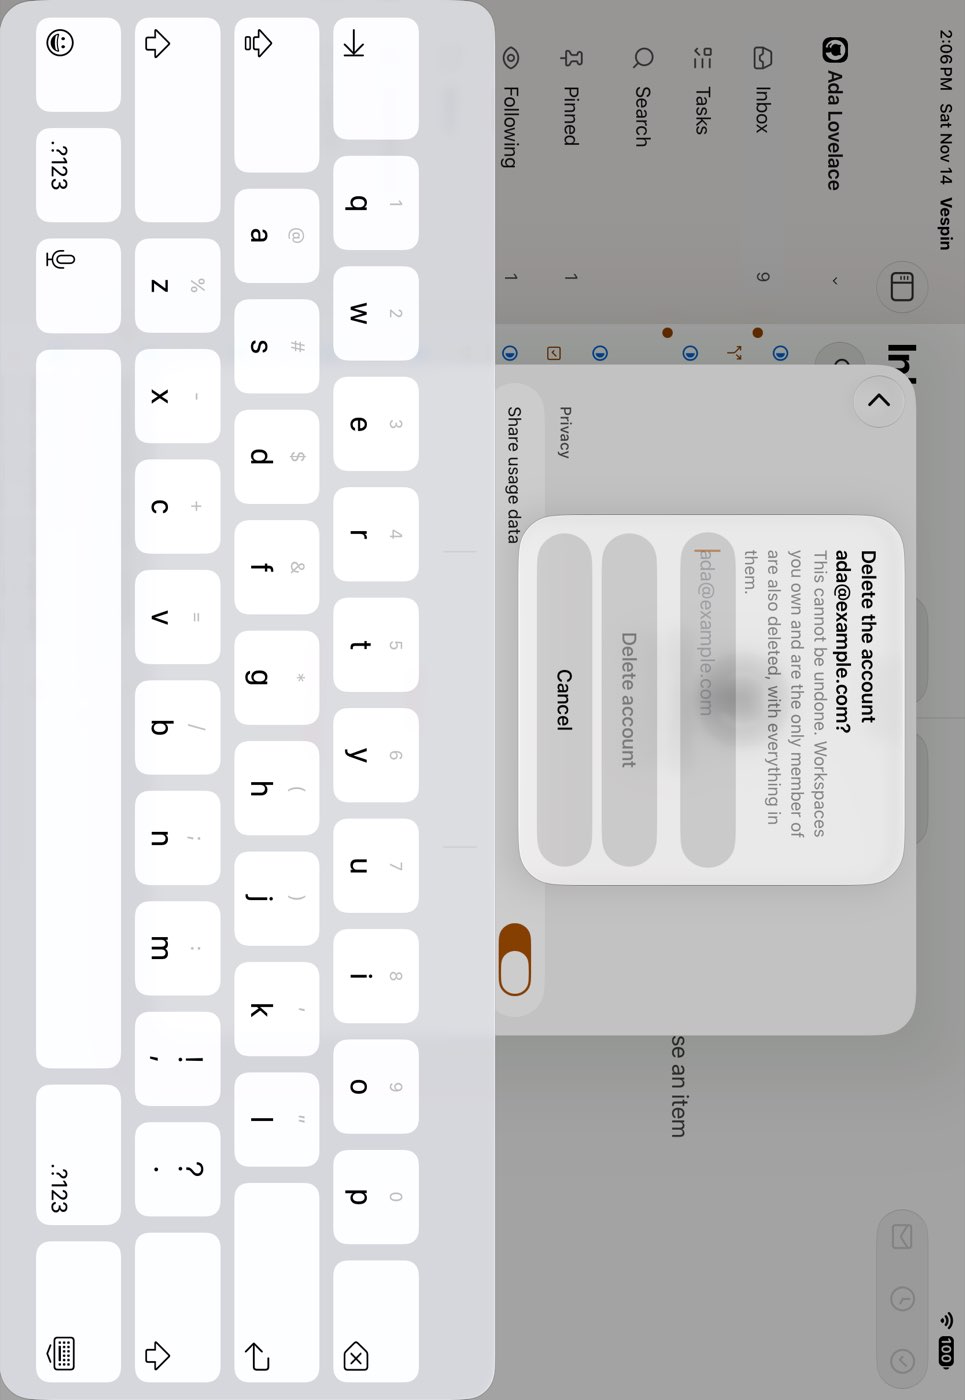 2:06 PM Sat Nov 14 Vespin
100
In
Ada Lovelace
Inbox 9
Tasks
Search
Pinned 1
Following 1
Delete the account
ada@example.com?
This cannot be undone. Workspaces
you own and are the only member of
are also deleted, with everything in
them.
ada@example.com
Delete account
Cancel
se an item
Privacy
Share usage data
1 2 3 4 5 6 7 8 9 0
q w e r t y u i o p
@ # $ & * ( ) ' "
a s d f g h j k l
% - + = / ; : ! ?
z x c v b n m , .
.?123 .?123